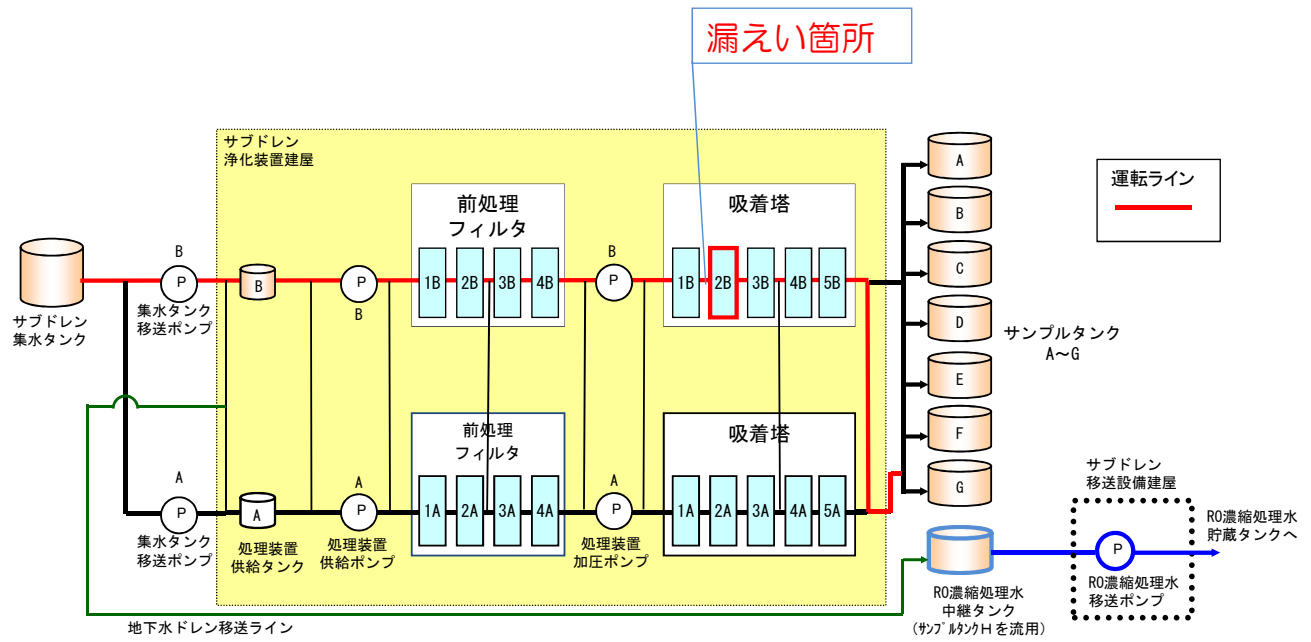 漏えい箇所
サブドレン
浄化装置建屋
運転ライン
前処理
フィルタ
吸着塔
1B
2B
3B
4B
1B
2B
3B
4B
5B
サブドレン
集水タンク
B
P
集水タンク
移送ポンプ
B
P
B
B
P
A
B
C
D
E
F
G
サンプルタンク
A～G
前処理
フィルタ
吸着塔
1A
2A
3A
4A
1A
2A
3A
4A
5A
A
P
集水タンク
移送ポンプ
A
処理装置
供給タンク
A
P
処理装置
供給ポンプ
A
P
処理装置
加圧ポンプ
サブドレン
移送設備建屋
P
RO濃縮処理水
移送ポンプ
RO濃縮処理水
貯蔵タンクへ
RO濃縮処理水
中継タンク
(ｻﾝﾌﾟﾙﾀﾝｸHを流用)
地下水ドレン移送ライン